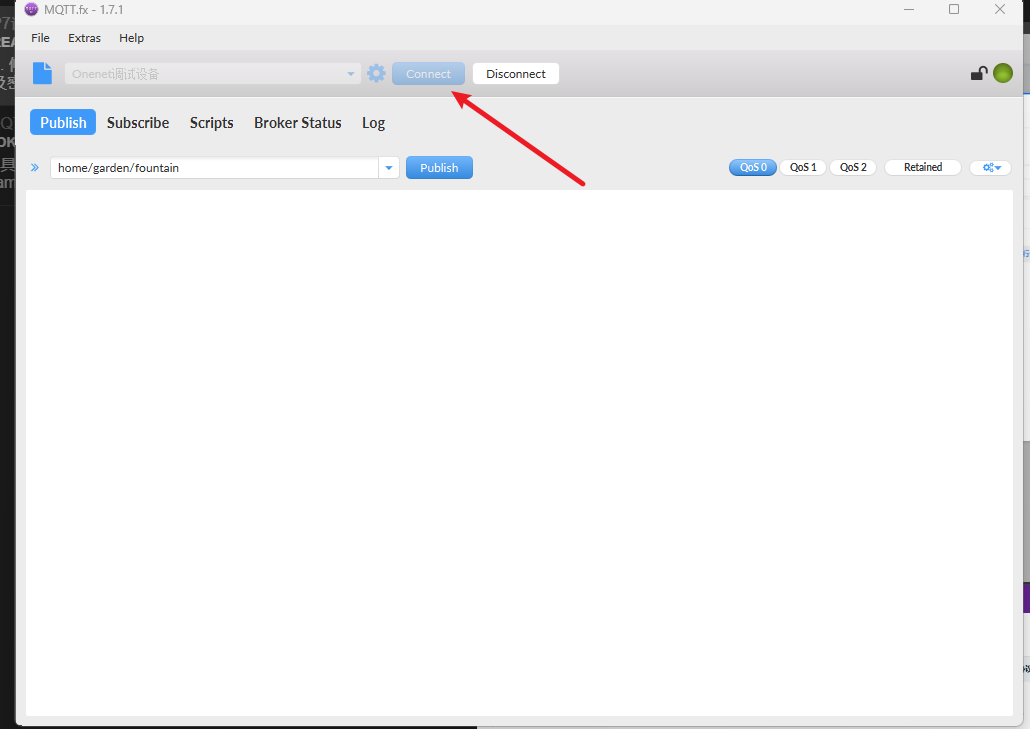 MQTT.fx - 1.7.1
File Extras Help
Onenet调试设备 Connect Disconnect
Publish Subscribe Scripts Broker Status Log
home/garden/fountain Publish QoS 0 QoS 1 QoS 2 Retained